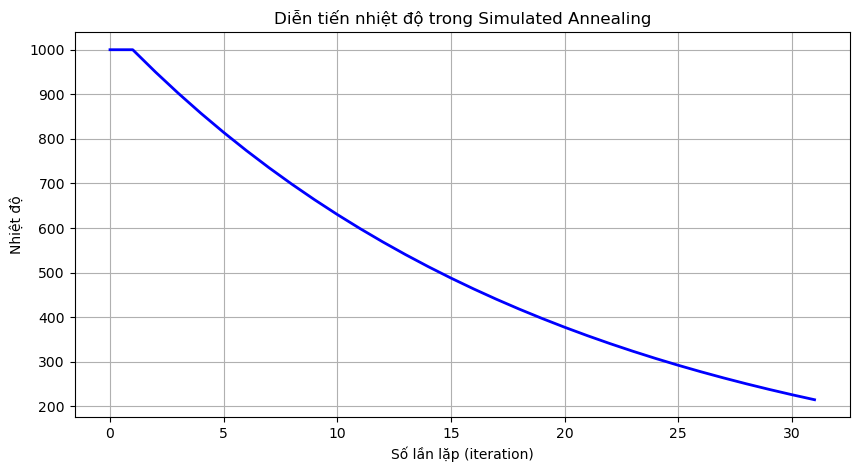 Diễn tiến nhiệt độ trong Simulated Annealing
1000
900
800
700
600
500
400
300
200
Nhiệt độ
0 5 10 15 20 25 30
Số lần lặp (iteration)